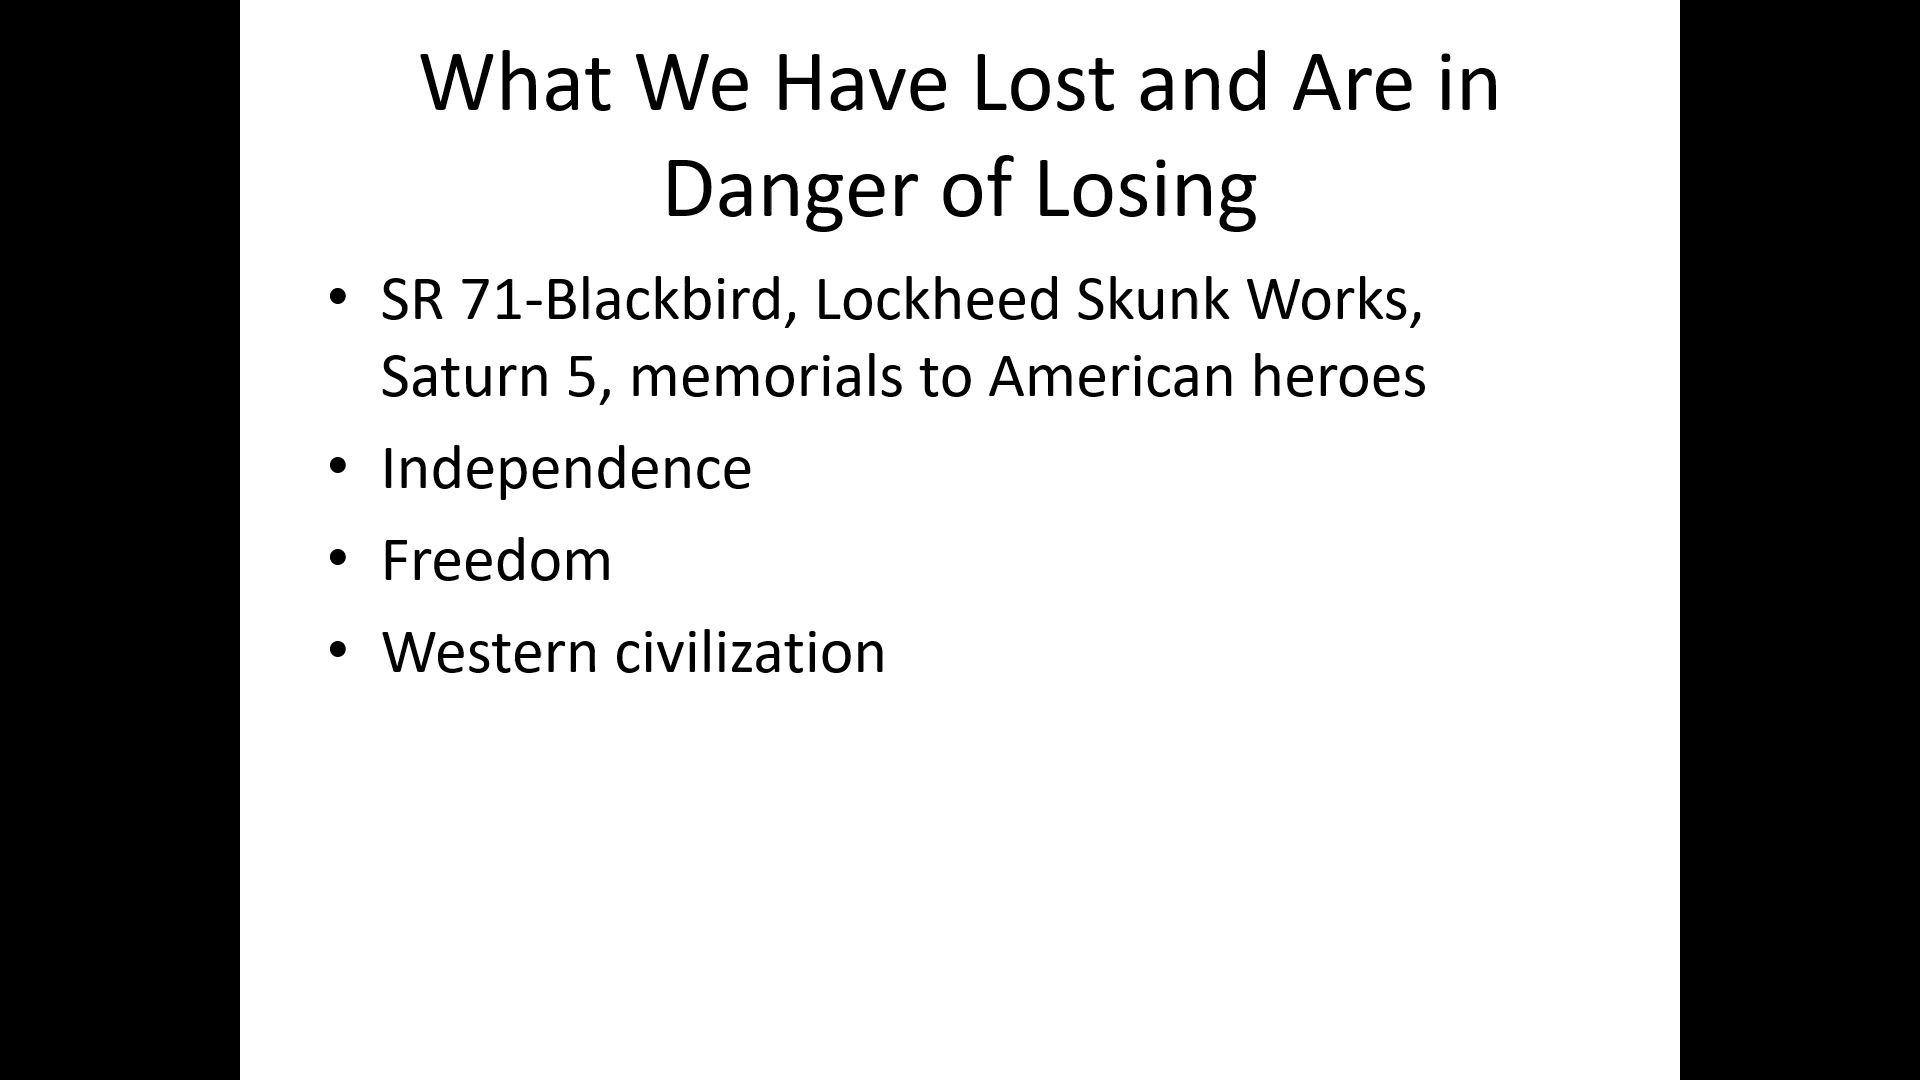 What We Have Lost and Are in
Danger of Losing
• SR 71-Blackbird, Lockheed Skunk Works,
Saturn 5, memorials to American heroes
• Independence
• Freedom
• Western civilization